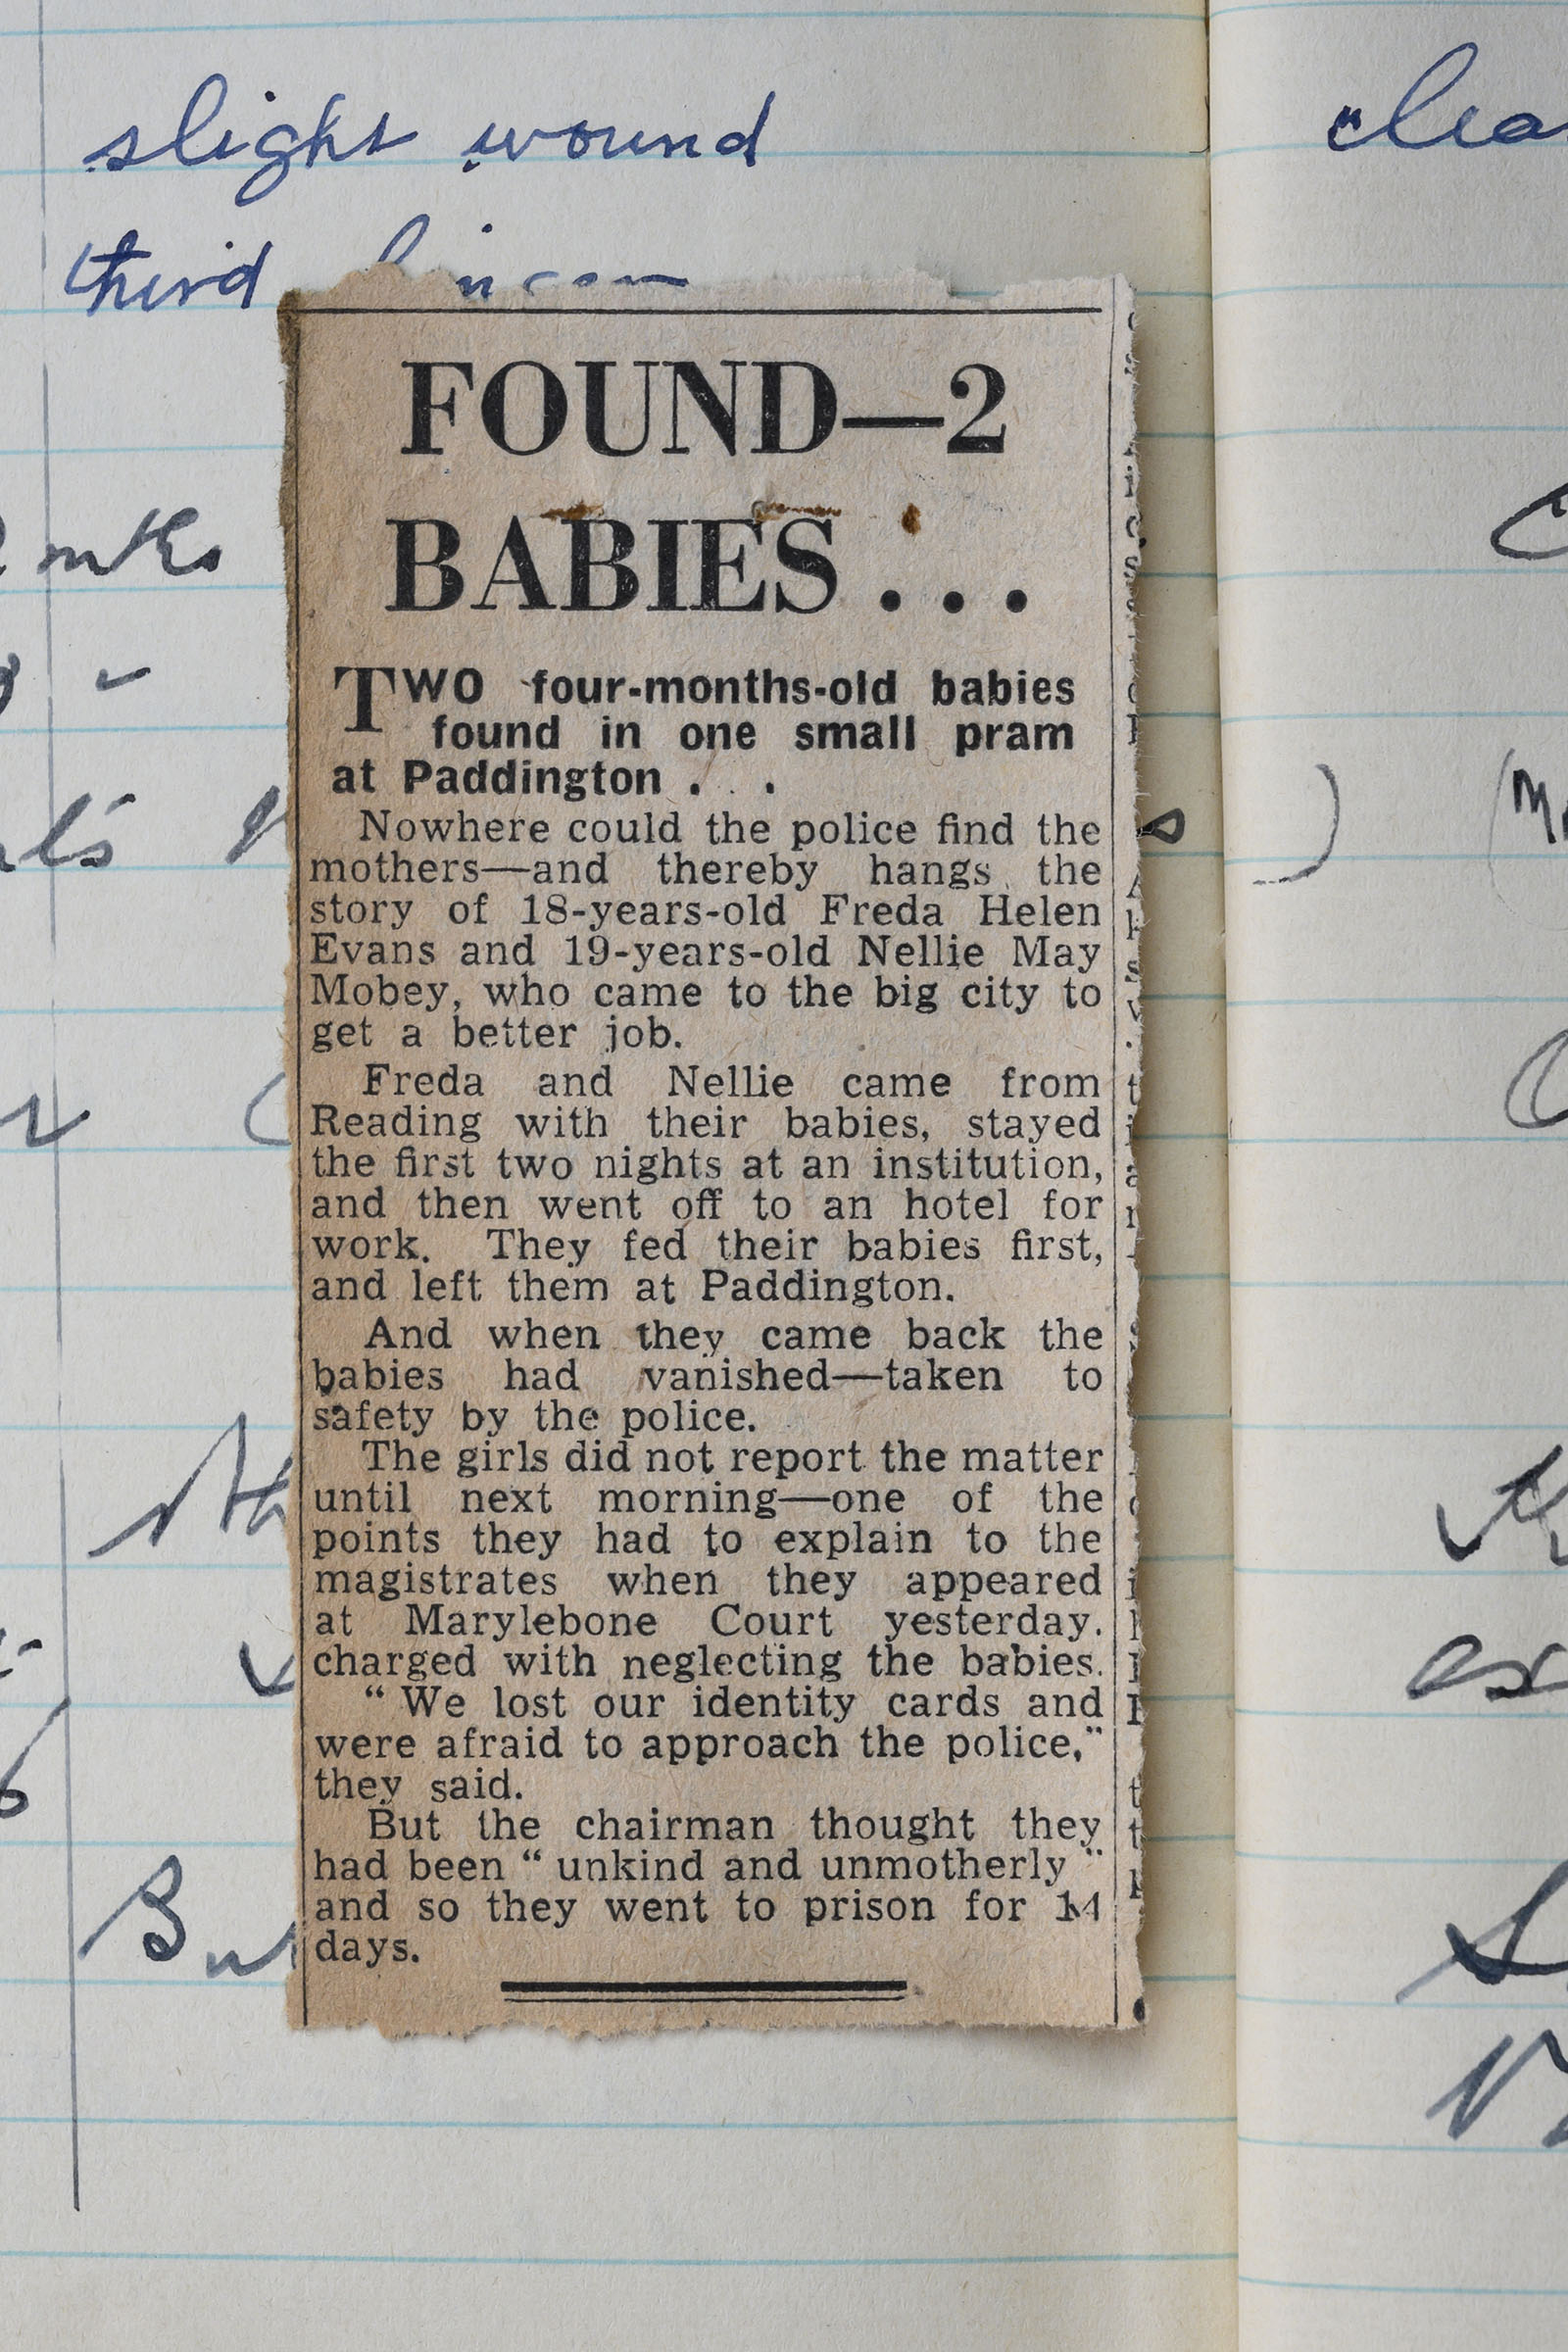 slight wound
third
FOUND—2
BABIES . . .
TWO four-months-old babies
found in one small pram
at Paddington . . .
Nowhere could the police find the
mothers—and thereby hangs the
story of 18-years-old Freda Helen
Evans and 19-years-old Nellie May
Mobey, who came to the big city to
get a better job.
Freda and Nellie came from
Reading with their babies, stayed
the first two nights at an institution,
and then went off to an hotel for
work. They fed their babies first,
and left them at Paddington.
And when they came back the
babies had vanished—taken to
safety by the police.
The girls did not report the matter
until next morning—one of the
points they had to explain to the
magistrates when they appeared
at Marylebone Court yesterday.
charged with neglecting the babies.
“ We lost our identity cards and
were afraid to approach the police,”
they said.
But the chairman thought they
had been “ unkind and unmotherly ”
and so they went to prison for 14
days.